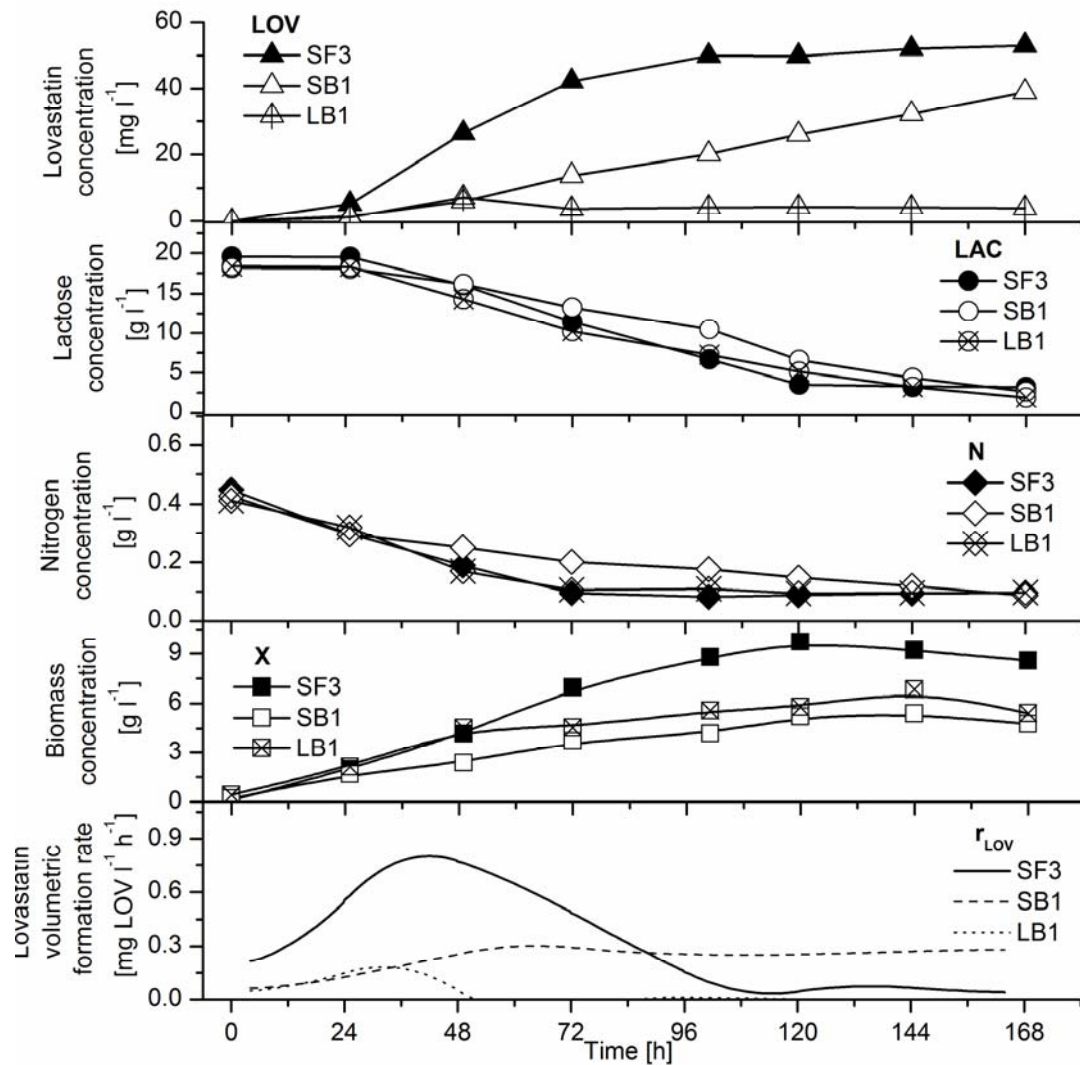 Lovastatin
concentration
[mg l-1]
60
40
20
0
LOV
SF3
SB1
LB1
Lactose
concentration
[g l-1]
20
15
10
5
0
LAC
SF3
SB1
LB1
Nitrogen
concentration
[g l-1]
0.6
0.4
0.2
0.0
N
SF3
SB1
LB1
Biomass
concentration
[g l-1]
9
6
3
0
X
SF3
SB1
LB1
Lovastatin
volumetric
formation rate
[mg LOV l-1 h-1]
0.9
0.6
0.3
0.0
rLOV
SF3
SB1
LB1
0 24 48 72 96 120 144 168
Time [h]